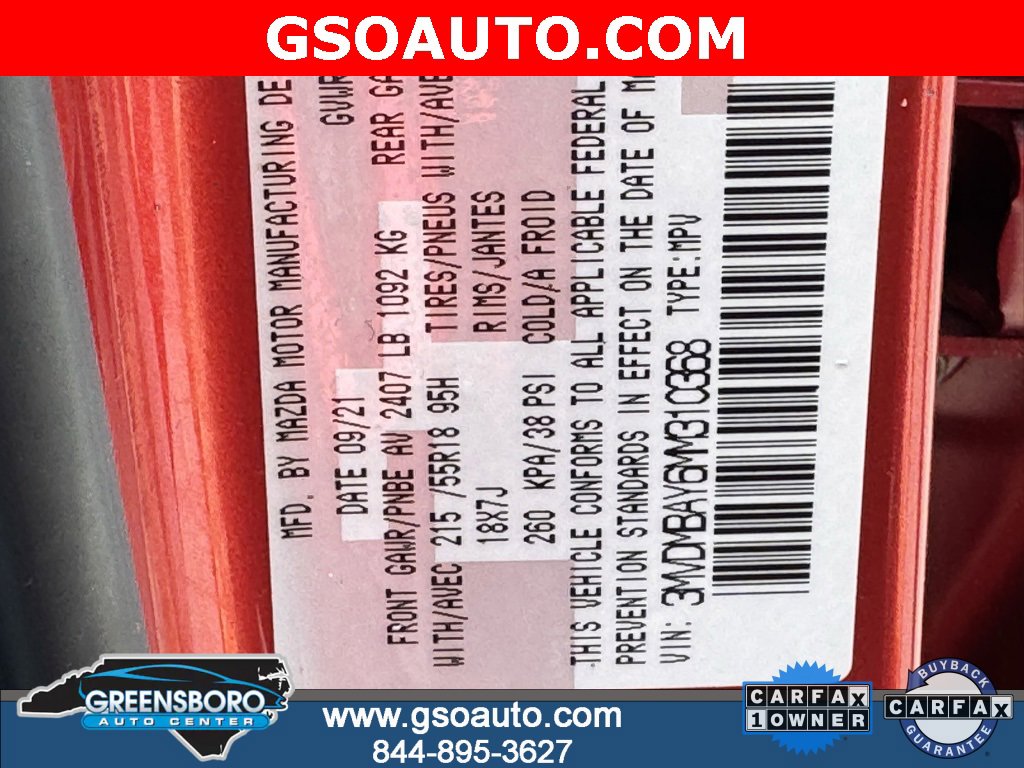 GSOAUTO.COM
MFD. BY MAZDA MOTOR MANUFACTURING DE
DATE 09/21 GVWR
FRONT GAWR/PNBE AV 2407 LB 1092 KG REAR GA
WITH/AVEC 215 /55R18 95H TIRES/PNEUS WITH/AVE
18X7J RIMS/JANTES
260 KPA/38 PSI COLD/A FROID
THIS VEHICLE CONFORMS TO ALL APPLICABLE FEDERAL
PREVENTION STANDARDS IN EFFECT ON THE DATE OF M
VIN: 3MVDMBAY6MM310368 TYPE:MPV
GREENSBORO
AUTO CENTER
www.gsoauto.com
844-895-3627
CARFAX
1 OWNER
BUYBACK
CARFAX
GUARANTEE